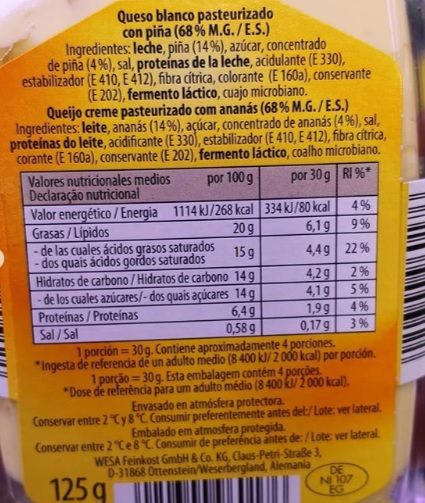 Queso blanco pasteurizado
con piña (68% M.G. / E.S.)
Ingredientes: leche, piña (14%), azúcar, concentrado
de piña (4%), sal, proteínas de la leche, acidulante (E 330),
estabilizador (E 410, E 412), fibra cítrica, colorante (E 160a), conservante
(E 202), fermento láctico, cuajo microbiano.
Queijo creme pasteurizado com ananás (68% M.G. / E.S.)
Ingredientes: leite, ananás (14%), açúcar, concentrado de ananás (4%), sal,
proteínas do leite, acidificante (E 330), estabilizador (E 410, E 412), fibra cítrica,
corante (E 160a), conservante (E 202), fermento láctico, coalho microbiano.
Valores nutricionales medios por 100 g por 30 g RI %*
Declaração nutricional
Valor energético / Energia 1114 kJ/268 kcal 334 kJ/80 kcal 4 %
Grasas / Lípidos 20 g 6,1 g 9 %
- de las cuales ácidos grasos saturados
- dos quais ácidos gordos saturados 15 g 4,4 g 22 %
Hidratos de carbono / Hidratos de carbono 14 g 4,2 g 2 %
- de los cuales azúcares/- dos quais açúcares 14 g 4,1 g 5 %
Proteínas / Proteínas 6,4 g 1,9 g 4 %
Sal / Sal 0,58 g 0,17 g 3 %
1 porción = 30 g. Contiene aproximadamente 4 porciones.
*Ingesta de referencia de un adulto medio (8 400 kJ/ 2 000 kcal) por porción.
1 porção = 30 g. Esta embalagem contém 4 porções.
*Dose de referência para um adulto médio (8 400 kJ/ 2 000 kcal).
Envasado en atmósfera protectora.
Conservar entre 2 °C y 8 °C. Consumir preferentemente antes del:/ Lote: ver lateral.
Embalado em atmosfera protegida.
Conservar entre 2 °C e 8 °C. Consumir de preferência antes de: / Lote: ver lateral.
WESA Feinkost GmbH & Co. KG, Claus-Petri-Straße 3,
D-31868 Ottenstein/Weserbergland, Alemania
DE
NI 107
EG
125 g